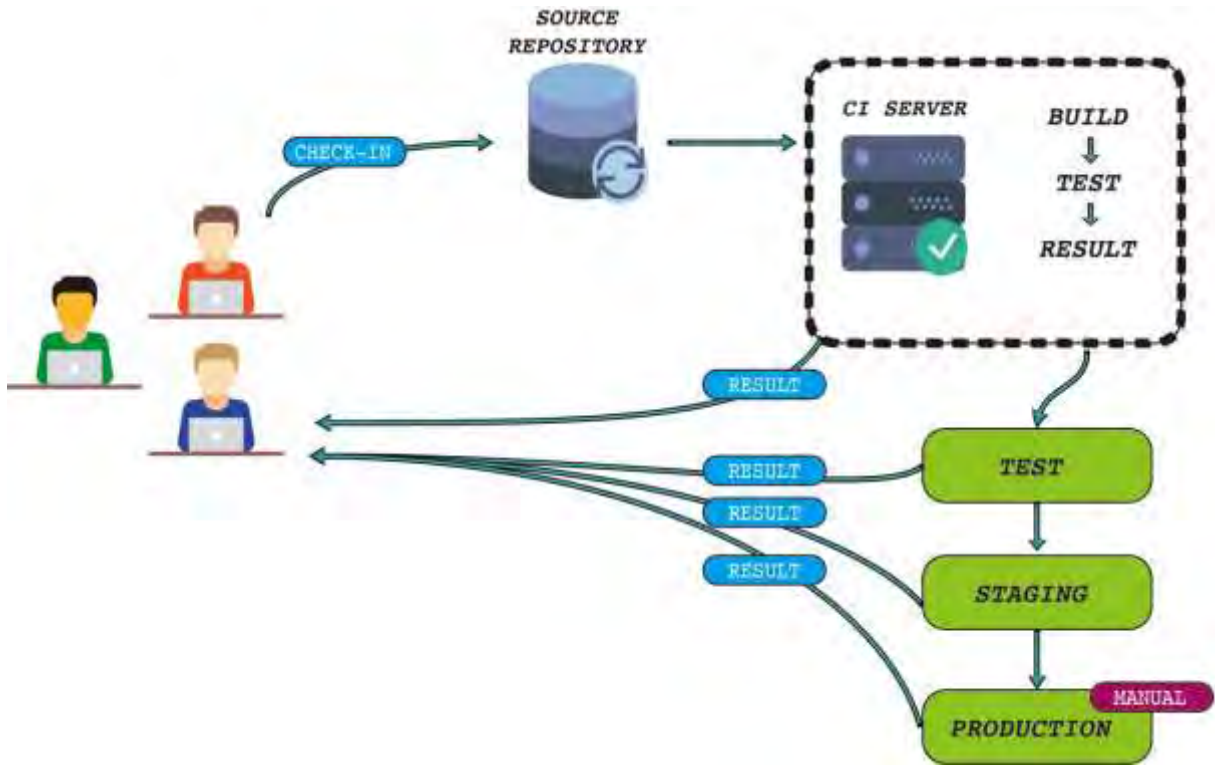 SOURCE
REPOSITORY
CI SERVER
BUILD
CHECK-IN
TEST
RESULT
RESULT
TEST
RESULT
RESULT
RESULT
STAGING
MANUAL
PRODUCTION